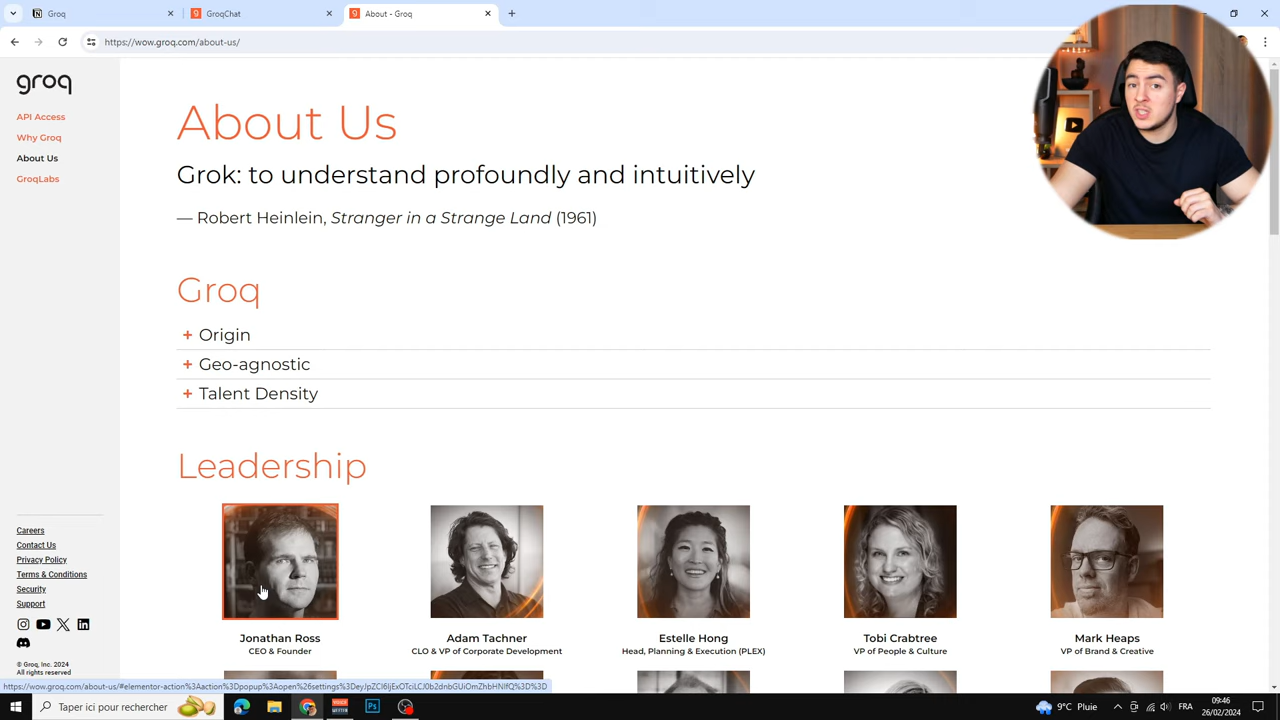 Groq
GroqChat
About - Groq
https://wow.groq.com/about-us/
groq
API Access
Why Groq
About Us
GroqLabs
About Us
Grok: to understand profoundly and intuitively
— Robert Heinlein, Stranger in a Strange Land (1961)
Groq
+ Origin
+ Geo-agnostic
+ Talent Density
Leadership
Jonathan Ross
CEO & Founder
Adam Tachner
CLO & VP of Corporate Development
Estelle Hong
Head, Planning & Execution (PLEX)
Tobi Crabtree
VP of People & Culture
Mark Heaps
VP of Brand & Creative
Careers
Contact Us
Privacy Policy
Terms & Conditions
Security
Support
© Groq, Inc. 2024
All rights reserved
Taper ici pour rechercher
9°C Pluie
FRA
09:46
26/02/2024